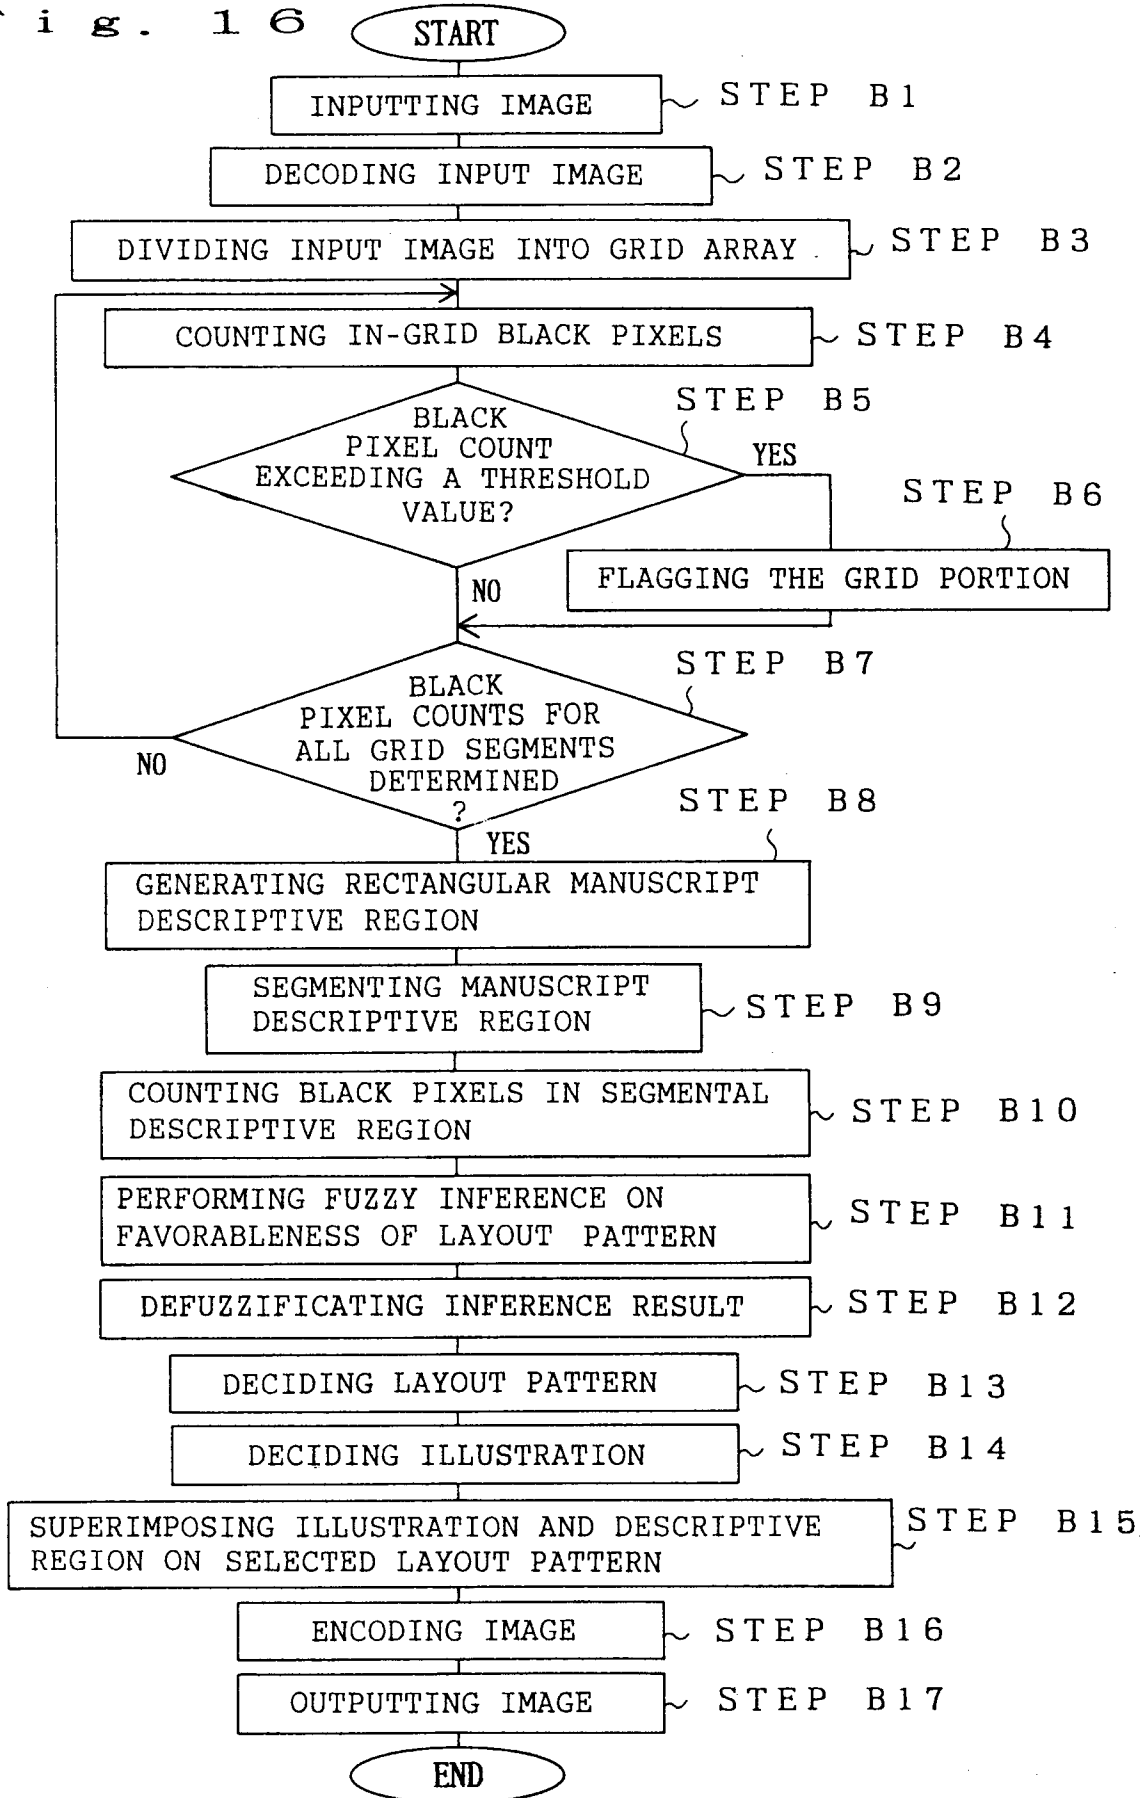 Fig. 16
START
INPUTTING IMAGE
STEP B1
DECODING INPUT IMAGE
STEP B2
DIVIDING INPUT IMAGE INTO GRID ARRAY
STEP B3
COUNTING IN-GRID BLACK PIXELS
STEP B4
STEP B5
BLACK
PIXEL COUNT
EXCEEDING A THRESHOLD
VALUE?
YES
STEP B6
FLAGGING THE GRID PORTION
NO
STEP B7
BLACK
PIXEL COUNTS FOR
ALL GRID SEGMENTS
DETERMINED
?
NO
YES
STEP B8
GENERATING RECTANGULAR MANUSCRIPT
DESCRIPTIVE REGION
SEGMENTING MANUSCRIPT
DESCRIPTIVE REGION
STEP B9
COUNTING BLACK PIXELS IN SEGMENTAL
DESCRIPTIVE REGION
STEP B10
PERFORMING FUZZY INFERENCE ON
FAVORABLENESS OF LAYOUT PATTERN
STEP B11
DEFUZZIFICATING INFERENCE RESULT
STEP B12
DECIDING LAYOUT PATTERN
STEP B13
DECIDING ILLUSTRATION
STEP B14
SUPERIMPOSING ILLUSTRATION AND DESCRIPTIVE
REGION ON SELECTED LAYOUT PATTERN
STEP B15
ENCODING IMAGE
STEP B16
OUTPUTTING IMAGE
STEP B17
END